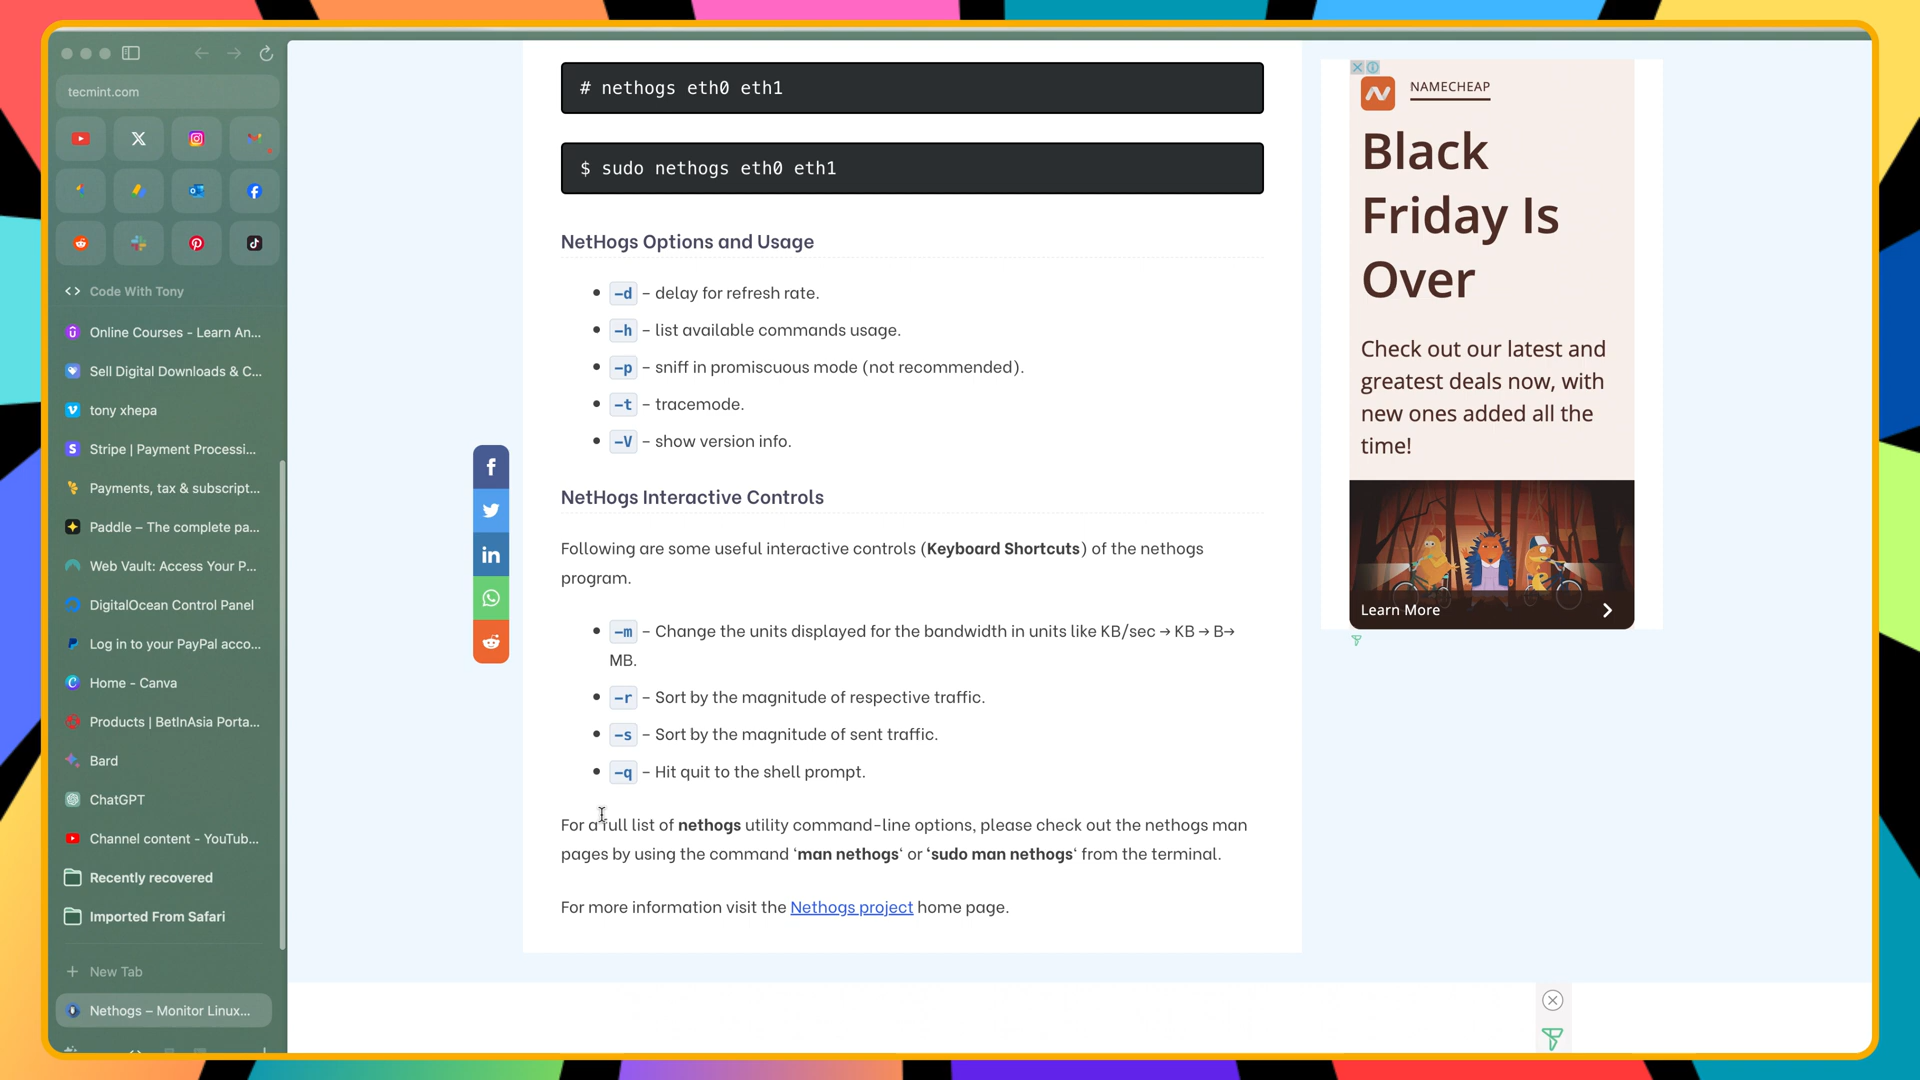 tecmint.com
Code With Tony
Online Courses - Learn An...
Sell Digital Downloads & C...
tony xhepa
Stripe | Payment Processi...
Payments, tax & subscript...
Paddle – The complete pa...
Web Vault: Access Your P...
DigitalOcean Control Panel
Log in to your PayPal acco...
Home - Canva
Products | BetInAsia Porta...
Bard
ChatGPT
Channel content - YouTub...
Recently recovered
Imported From Safari
New Tab
Nethogs – Monitor Linux...
# nethogs eth0 eth1
$ sudo nethogs eth0 eth1
NetHogs Options and Usage
-d – delay for refresh rate.
-h – list available commands usage.
-p – sniff in promiscuous mode (not recommended).
-t – tracemode.
-V – show version info.
NetHogs Interactive Controls
Following are some useful interactive controls (Keyboard Shortcuts) of the nethogs
program.
-m – Change the units displayed for the bandwidth in units like KB/sec → KB → B→
MB.
-r – Sort by the magnitude of respective traffic.
-s – Sort by the magnitude of sent traffic.
-q – Hit quit to the shell prompt.
For a full list of nethogs utility command-line options, please check out the nethogs man
pages by using the command ‘man nethogs‘ or ‘sudo man nethogs‘ from the terminal.
For more information visit the Nethogs project home page.
NAMECHEAP
Black
Friday Is
Over
Check out our latest and
greatest deals now, with
new ones added all the
time!
Learn More